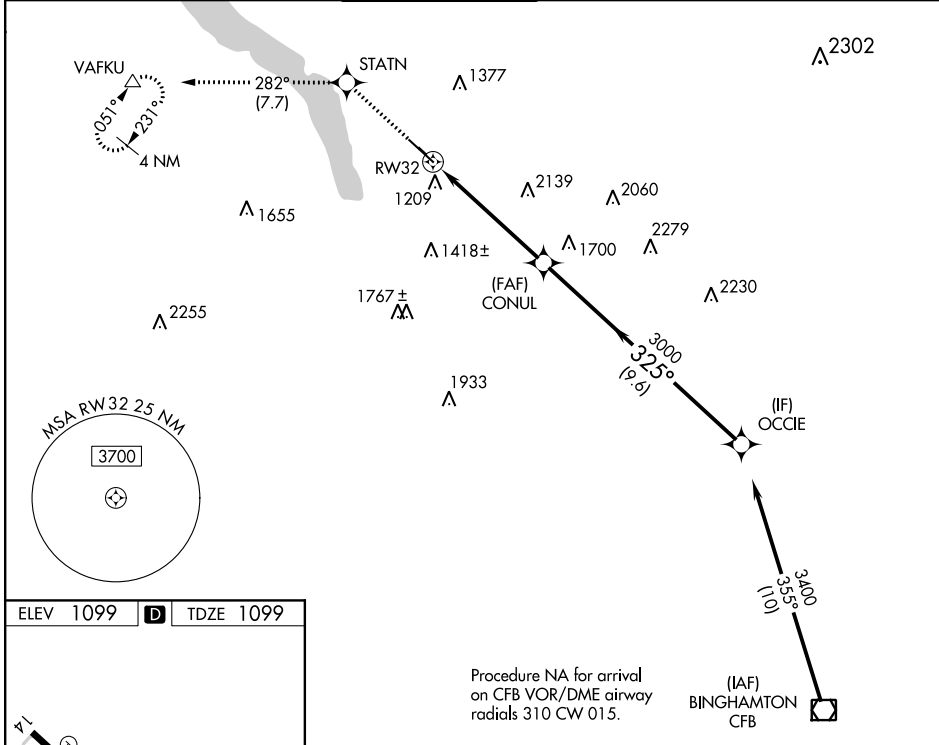 2302
STATN
VAFKU
1377
282°
(7.7)
051°
231°
4 NM
RW32
1209
2139
2060
1655
1418±
1700
2279
(FAF)
CONUL
2230
1767±
2255
3000
325°
(9.6)
1933
(IF)
OCCIE
MSA RW32 25 NM
3700
3400
355°
(10)
ELEV 1099 D TDZE 1099
Procedure NA for arrival
on CFB VOR/DME airway
radials 310 CW 015.
(IAF)
BINGHAMTON
CFB
14